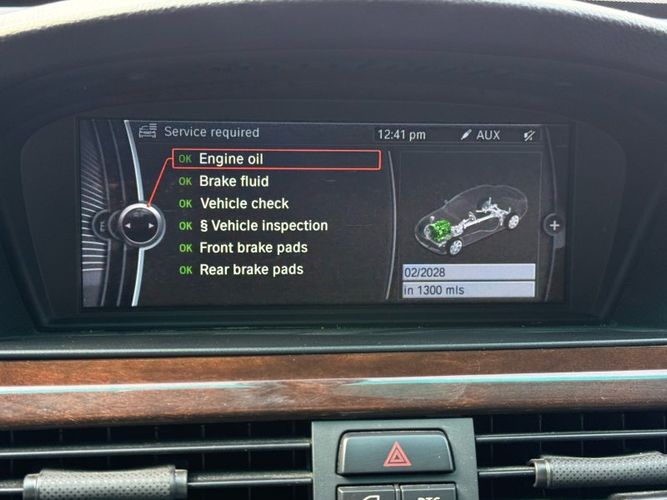 Service required
12:41 pm
AUX
OK Engine oil
OK Brake fluid
OK Vehicle check
OK § Vehicle inspection
OK Front brake pads
OK Rear brake pads
E
+
02/2028
in 1300 mls
DTC